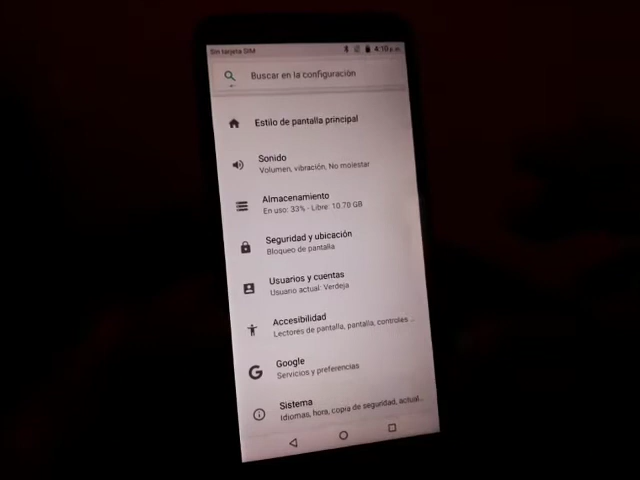 Sin tarjeta SIM 4:10 p.m.
Buscar en la configuración
Estilo de pantalla principal
Sonido
Volumen, vibración, No molestar
Almacenamiento
En uso: 33% - Libre: 10.70 GB
Seguridad y ubicación
Bloqueo de pantalla
Usuarios y cuentas
Usuario actual: Verdeja
Accesibilidad
Lectores de pantalla, pantalla, controles ...
Google
Servicios y preferencias
Sistema
Idiomas, hora, copia de seguridad, actual...